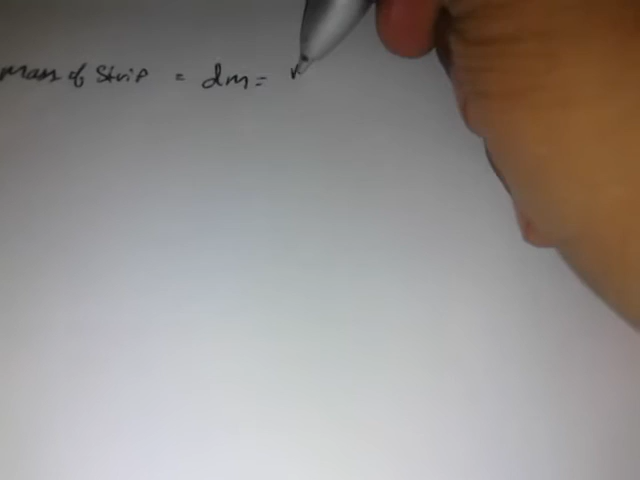 Mass of Strip = dm =